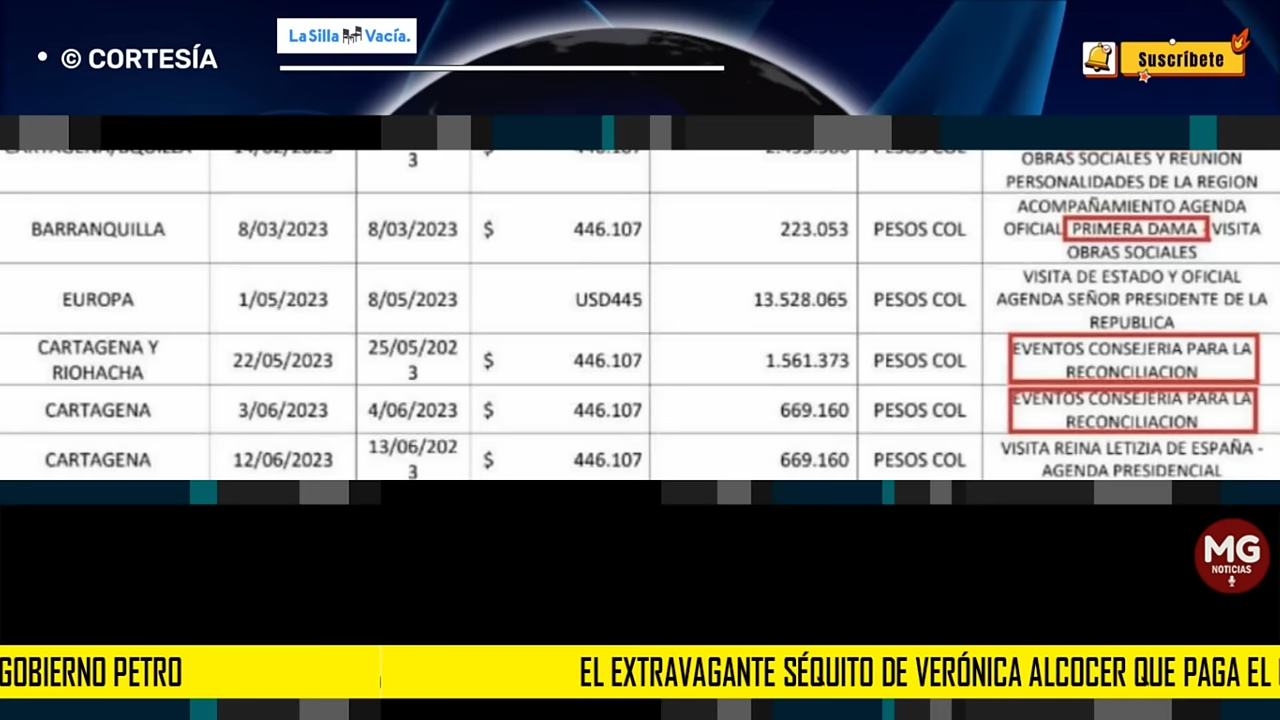 • © CORTESÍA
La Silla Vacía.
Suscríbete
3
OBRAS SOCIALES Y REUNION
PERSONALIDADES DE LA REGION
BARRANQUILLA 8/03/2023 8/03/2023 $ 446.107 223.053 PESOS COL
ACOMPAÑAMIENTO AGENDA
OFICIAL PRIMERA DAMA - VISITA
OBRAS SOCIALES
EUROPA 1/05/2023 8/05/2023 USD445 13.528.065 PESOS COL
VISITA DE ESTADO Y OFICIAL
AGENDA SEÑOR PRESIDENTE DE LA
REPUBLICA
CARTAGENA Y
RIOHACHA
22/05/2023
25/05/202
3
$ 446.107 1.561.373 PESOS COL
EVENTOS CONSEJERIA PARA LA
RECONCILIACION
CARTAGENA 3/06/2023 4/06/2023 $ 446.107 669.160 PESOS COL
EVENTOS CONSEJERIA PARA LA
RECONCILIACION
CARTAGENA 12/06/2023
13/06/202
3
$ 446.107 669.160 PESOS COL
VISITA REINA LETIZIA DE ESPAÑA -
AGENDA PRESIDENCIAL
MG
NOTICIAS
GOBIERNO PETRO
EL EXTRAVAGANTE SÉQUITO DE VERÓNICA ALCOCER QUE PAGA EL